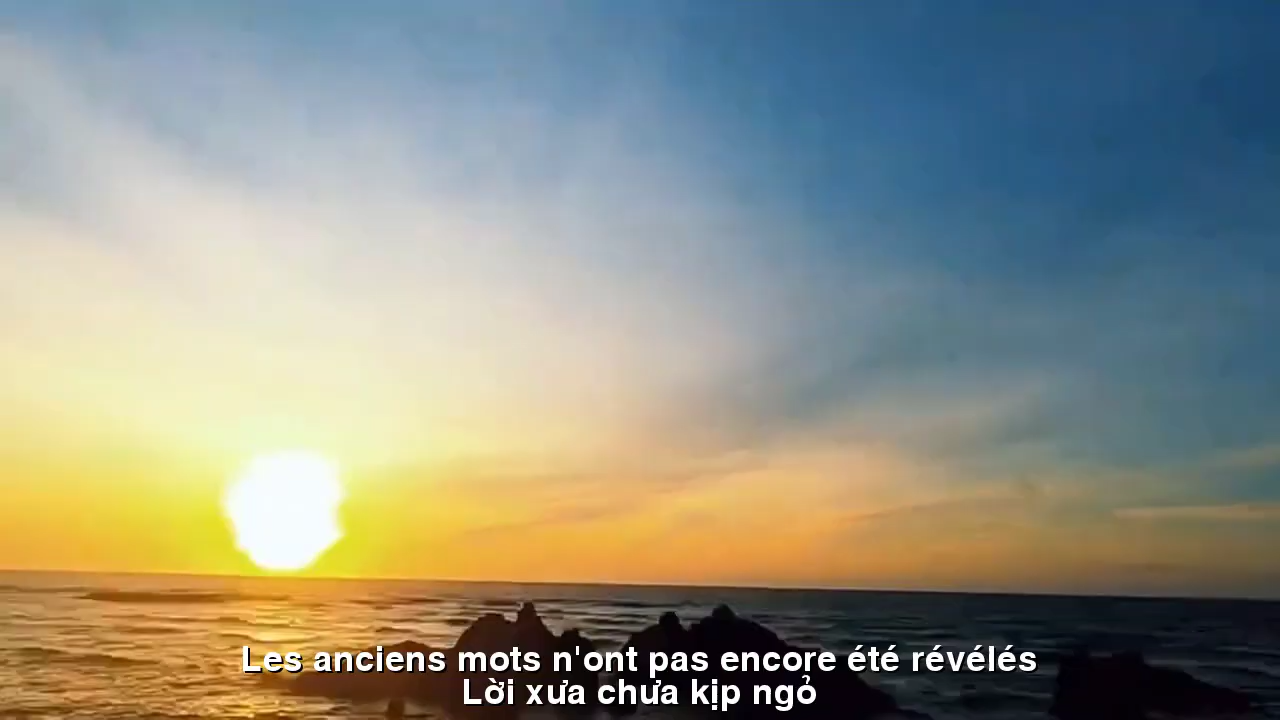 Les anciens mots n'ont pas encore été révélés
Lời xưa chưa kịp ngỏ